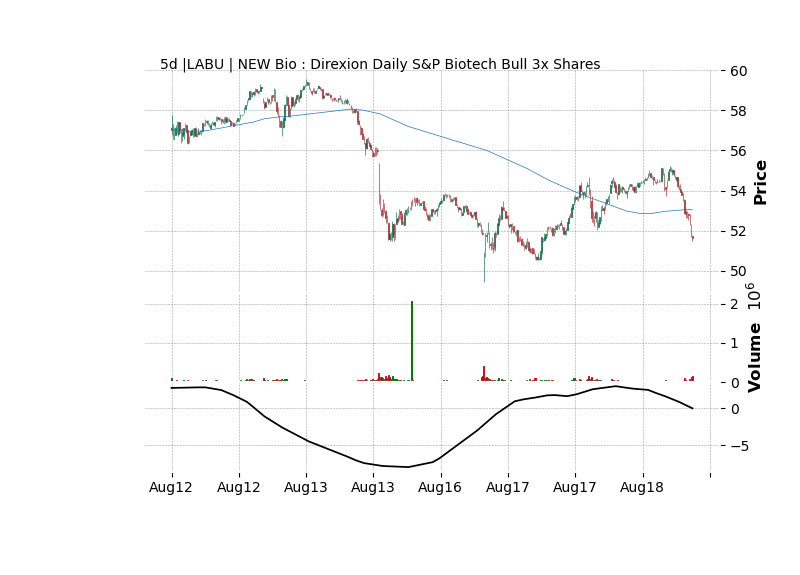 5d |LABU | NEW Bio : Direxion Daily S&P Biotech Bull 3x Shares
60
58
56
54
52
50
Price
2
1
0
Volume 10^6
0
−5
Aug12 Aug12 Aug13 Aug13 Aug16 Aug17 Aug17 Aug18